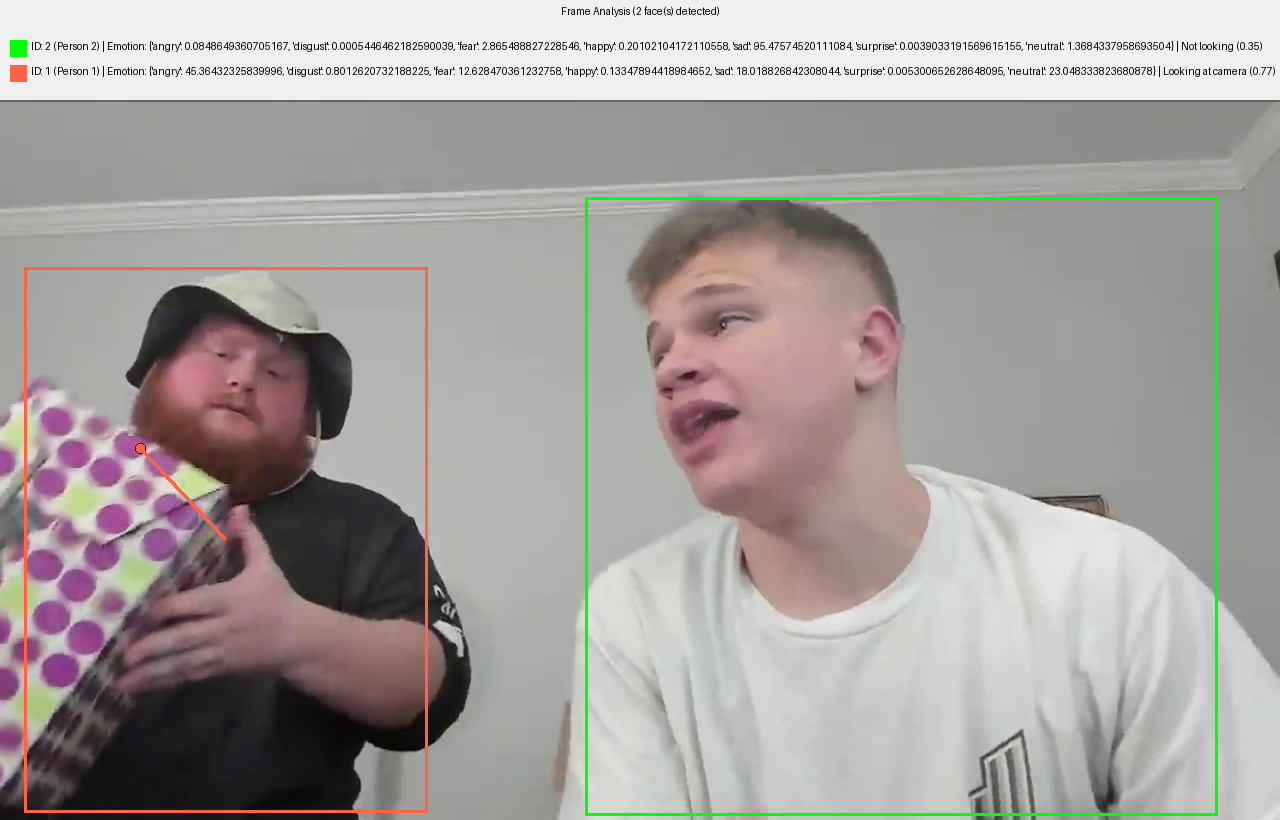 Frame Analysis (2 face(s) detected)
ID: 2 (Person 2) | Emotion: {'angry': 0.0848649360705167, 'disgust': 0.0005446462182590039, 'fear': 2.865488827228546, 'happy': 0.20102104172110558, 'sad': 95.47574520111084, 'surprise': 0.0039033191569615155, 'neutral': 1.3684337958693504} | Not looking (0.35)
ID: 1 (Person 1) | Emotion: {'angry': 45.36432325839996, 'disgust': 0.8012620732188225, 'fear': 12.628470361232758, 'happy': 0.13347894418984652, 'sad': 18.018826842308044, 'surprise': 0.005300652628648095, 'neutral': 23.048333823680878} | Looking at camera (0.77)